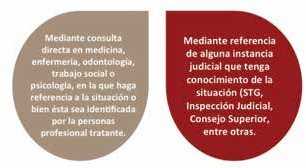 Mediante consulta
directa en medicina,
enfermería, odontología,
trabajo social o
psicología, en la que haga
referencia a la situación o
bien ésta sea identificada
por la personas
profesional tratante.
Mediante referencia
de alguna instancia
judicial que tenga
conocimiento de la
situación (STG,
Inspección Judicial,
Consejo Superior,
entre otras.